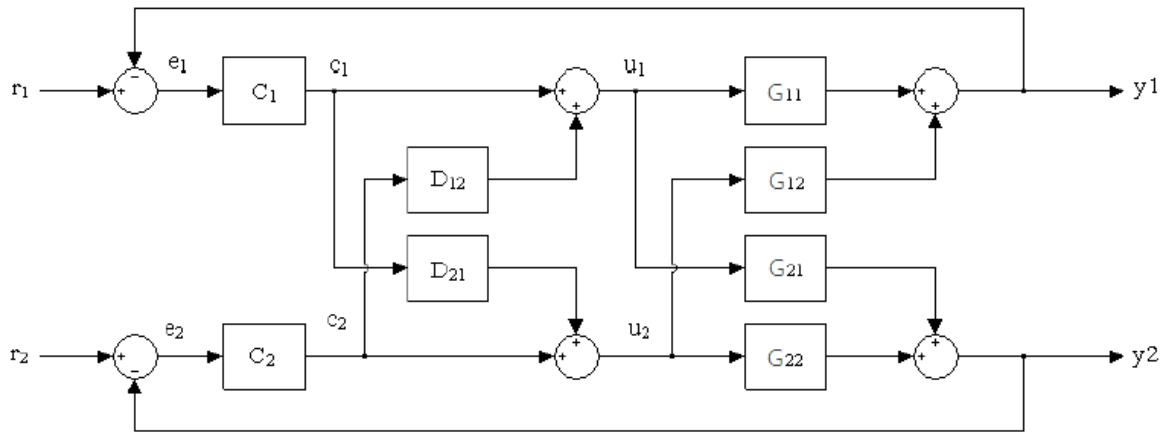 e₁ c₁ u₁
r₁ + − C₁ + + G₁₁ + + y1
D₁₂ G₁₂
D₂₁ G₂₁
e₂ c₂ u₂
r₂ + − C₂ + + G₂₂ + + y2